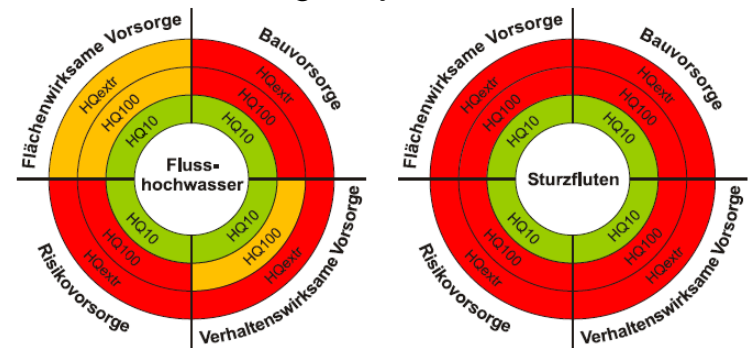 Flächenwirksame Vorsorge
Bauvorsorge
HQextr
HQ100
HQ10
HQextr
HQ100
HQ10
Fluss-
hochwasser
HQ10
HQ100
HQextr
HQ10
HQ100
HQextr
Risikovorsorge
Verhaltenswirksame Vorsorge
Flächenwirksame Vorsorge
Bauvorsorge
HQextr
HQ100
HQ10
HQextr
HQ100
HQ10
Sturzfluten
HQ10
HQ100
HQextr
HQ10
HQ100
HQextr
Risikovorsorge
Verhaltenswirksame Vorsorge